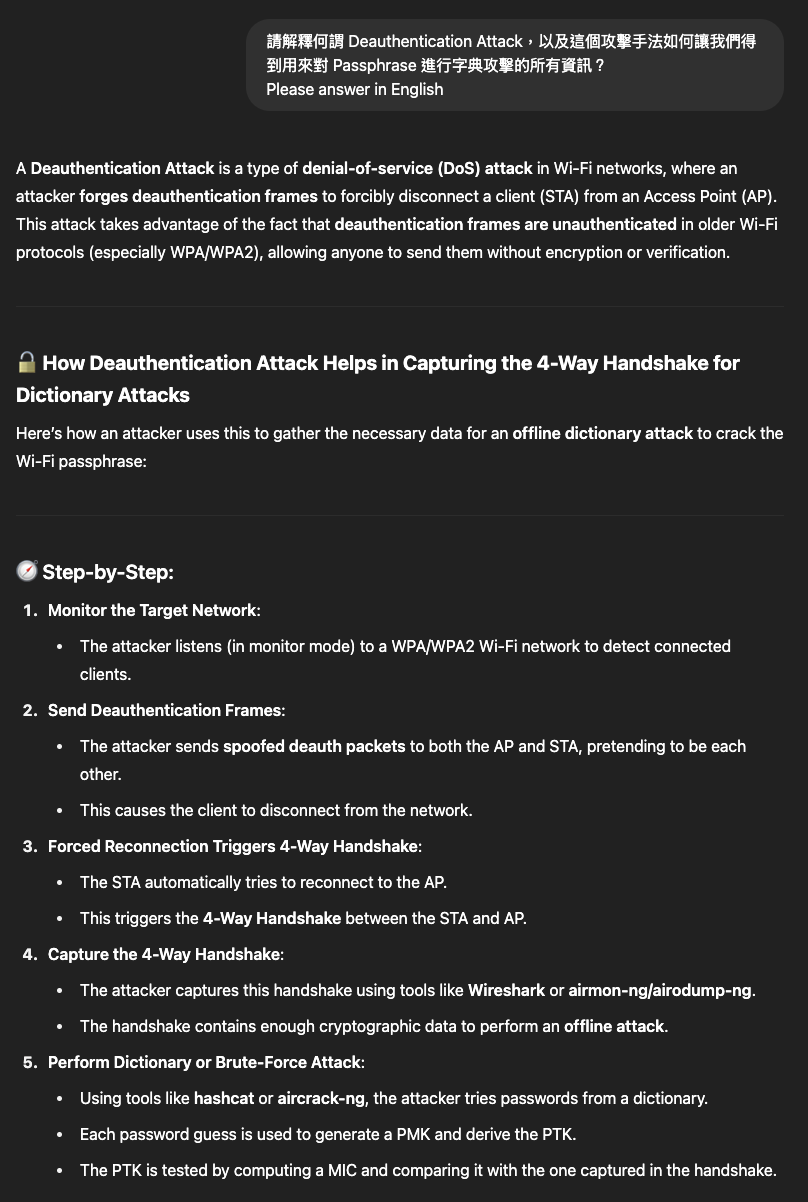 請解釋何謂 Deauthentication Attack，以及這個攻擊手法如何讓我們得
到用來對 Passphrase 進行字典攻擊的所有資訊？
Please answer in English
A Deauthentication Attack is a type of denial-of-service (DoS) attack in Wi-Fi networks, where an
attacker forges deauthentication frames to forcibly disconnect a client (STA) from an Access Point (AP).
This attack takes advantage of the fact that deauthentication frames are unauthenticated in older Wi-Fi
protocols (especially WPA/WPA2), allowing anyone to send them without encryption or verification.
🔓 How Deauthentication Attack Helps in Capturing the 4-Way Handshake for
Dictionary Attacks
Here’s how an attacker uses this to gather the necessary data for an offline dictionary attack to crack the
Wi-Fi passphrase:
🧭 Step-by-Step:
1. Monitor the Target Network:
• The attacker listens (in monitor mode) to a WPA/WPA2 Wi-Fi network to detect connected
clients.
2. Send Deauthentication Frames:
• The attacker sends spoofed deauth packets to both the AP and STA, pretending to be each
other.
• This causes the client to disconnect from the network.
3. Forced Reconnection Triggers 4-Way Handshake:
• The STA automatically tries to reconnect to the AP.
• This triggers the 4-Way Handshake between the STA and AP.
4. Capture the 4-Way Handshake:
• The attacker captures this handshake using tools like Wireshark or airmon-ng/airodump-ng.
• The handshake contains enough cryptographic data to perform an offline attack.
5. Perform Dictionary or Brute-Force Attack:
• Using tools like hashcat or aircrack-ng, the attacker tries passwords from a dictionary.
• Each password guess is used to generate a PMK and derive the PTK.
• The PTK is tested by computing a MIC and comparing it with the one captured in the handshake.